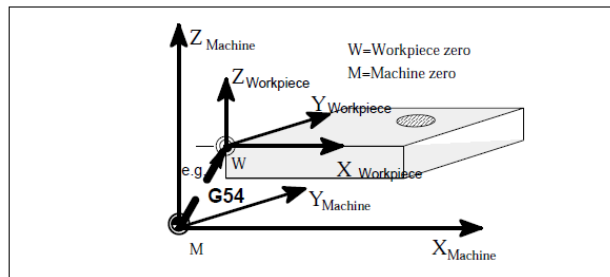 Z Machine
W=Workpiece zero
M=Machine zero
Z Workpiece
Y Workpiece
e.g.
W
X Workpiece
G54
Y Machine
M
X Machine